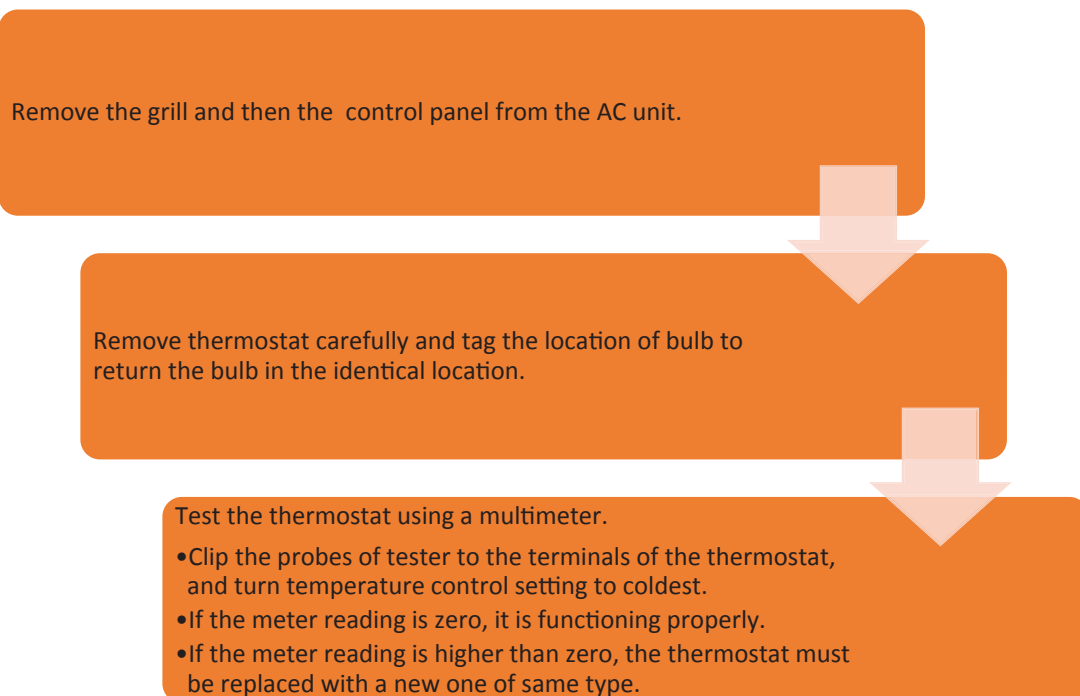 Remove the grill and then the  control panel from the AC unit.
Remove thermostat carefully and tag the location of bulb to
return the bulb in the identical location.
Test the thermostat using a multimeter.
•Clip the probes of tester to the terminals of the thermostat,
and turn temperature control setting to coldest.
•If the meter reading is zero, it is functioning properly.
•If the meter reading is higher than zero, the thermostat must
be replaced with a new one of same type.